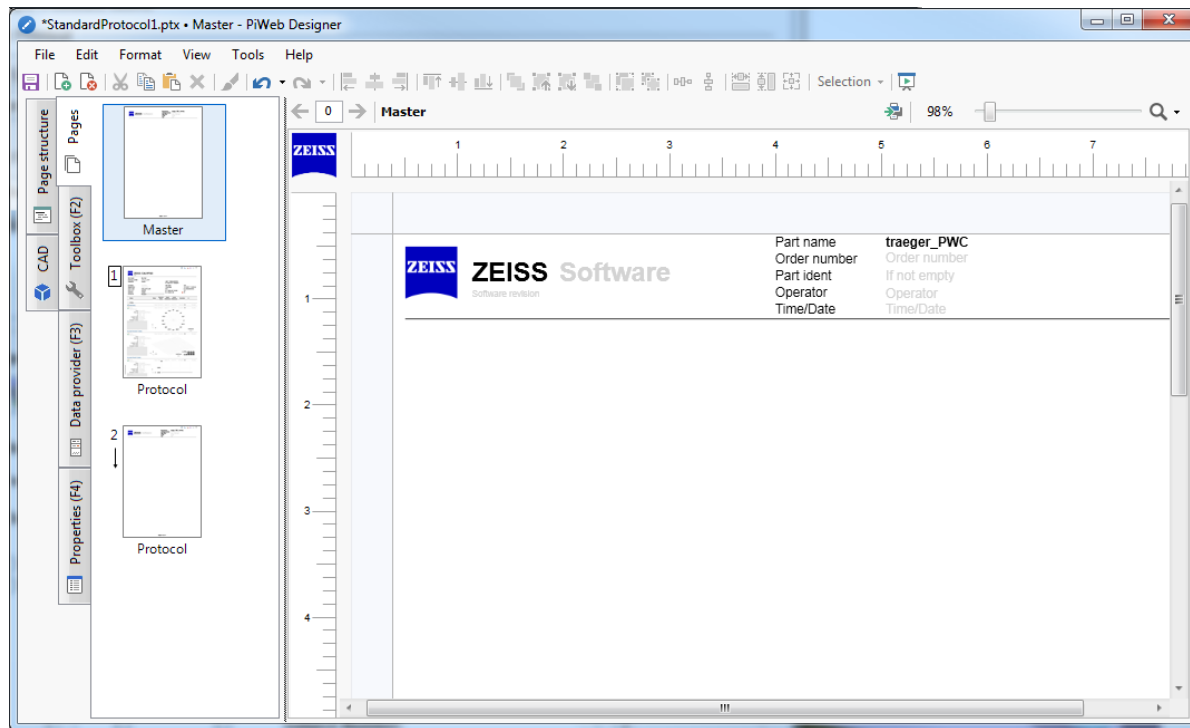 *StandardProtocol1.ptx • Master - PiWeb Designer
File Edit Format View Tools Help
Selection
Page structure
CAD
Pages
Toolbox (F2)
Data provider (F3)
Properties (F4)
Master
1
Protocol
2
Protocol
0 Master 98%
ZEISS
1 2 3 4 5 6 7
1
2
3
4
ZEISS
ZEISS Software
Software revision
Part name traeger_PWC
Order number Order number
Part ident If not empty
Operator Operator
Time/Date Time/Date